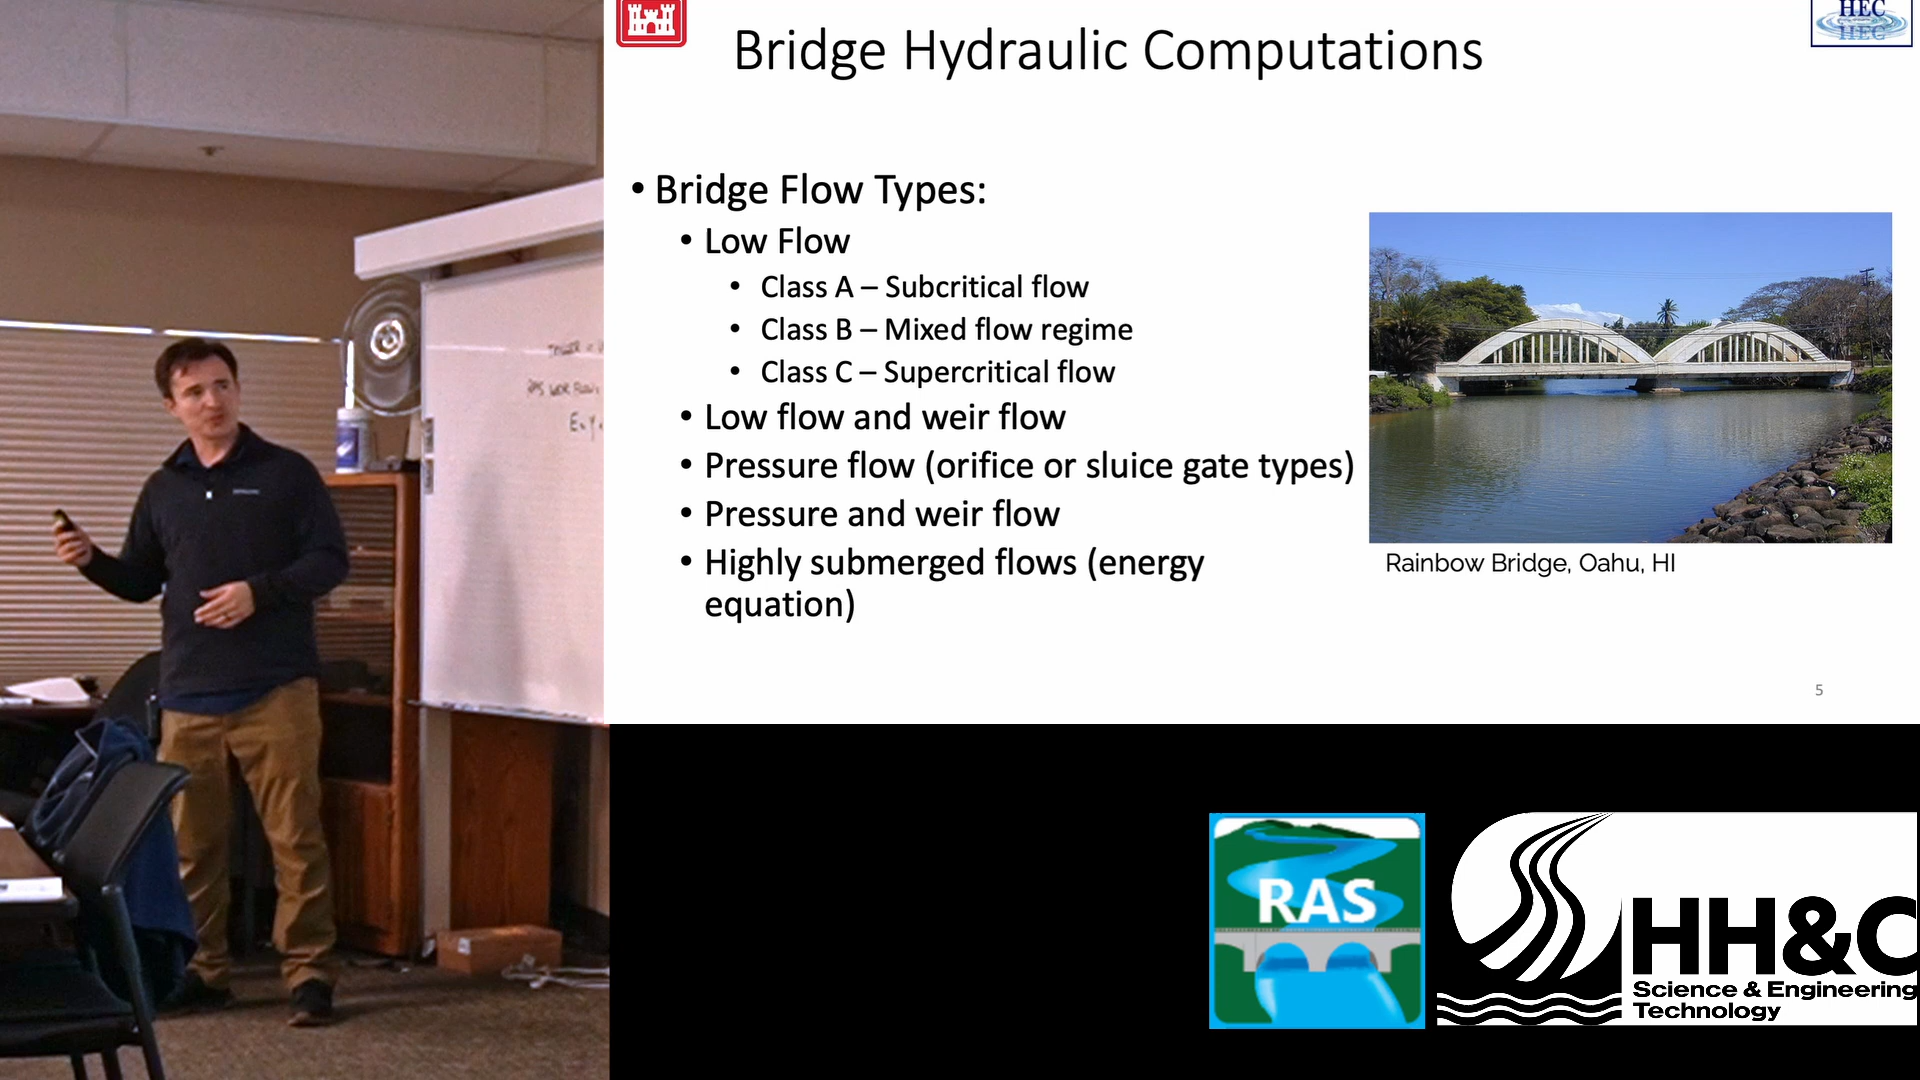 HEC
Bridge Hydraulic Computations
• Bridge Flow Types:
• Low Flow
• Class A – Subcritical flow
• Class B – Mixed flow regime
• Class C – Supercritical flow
• Low flow and weir flow
• Pressure flow (orifice or sluice gate types)
• Pressure and weir flow
• Highly submerged flows (energy
equation)
Rainbow Bridge, Oahu, HI
5
RAS
HH&C
Science & Engineering
Technology